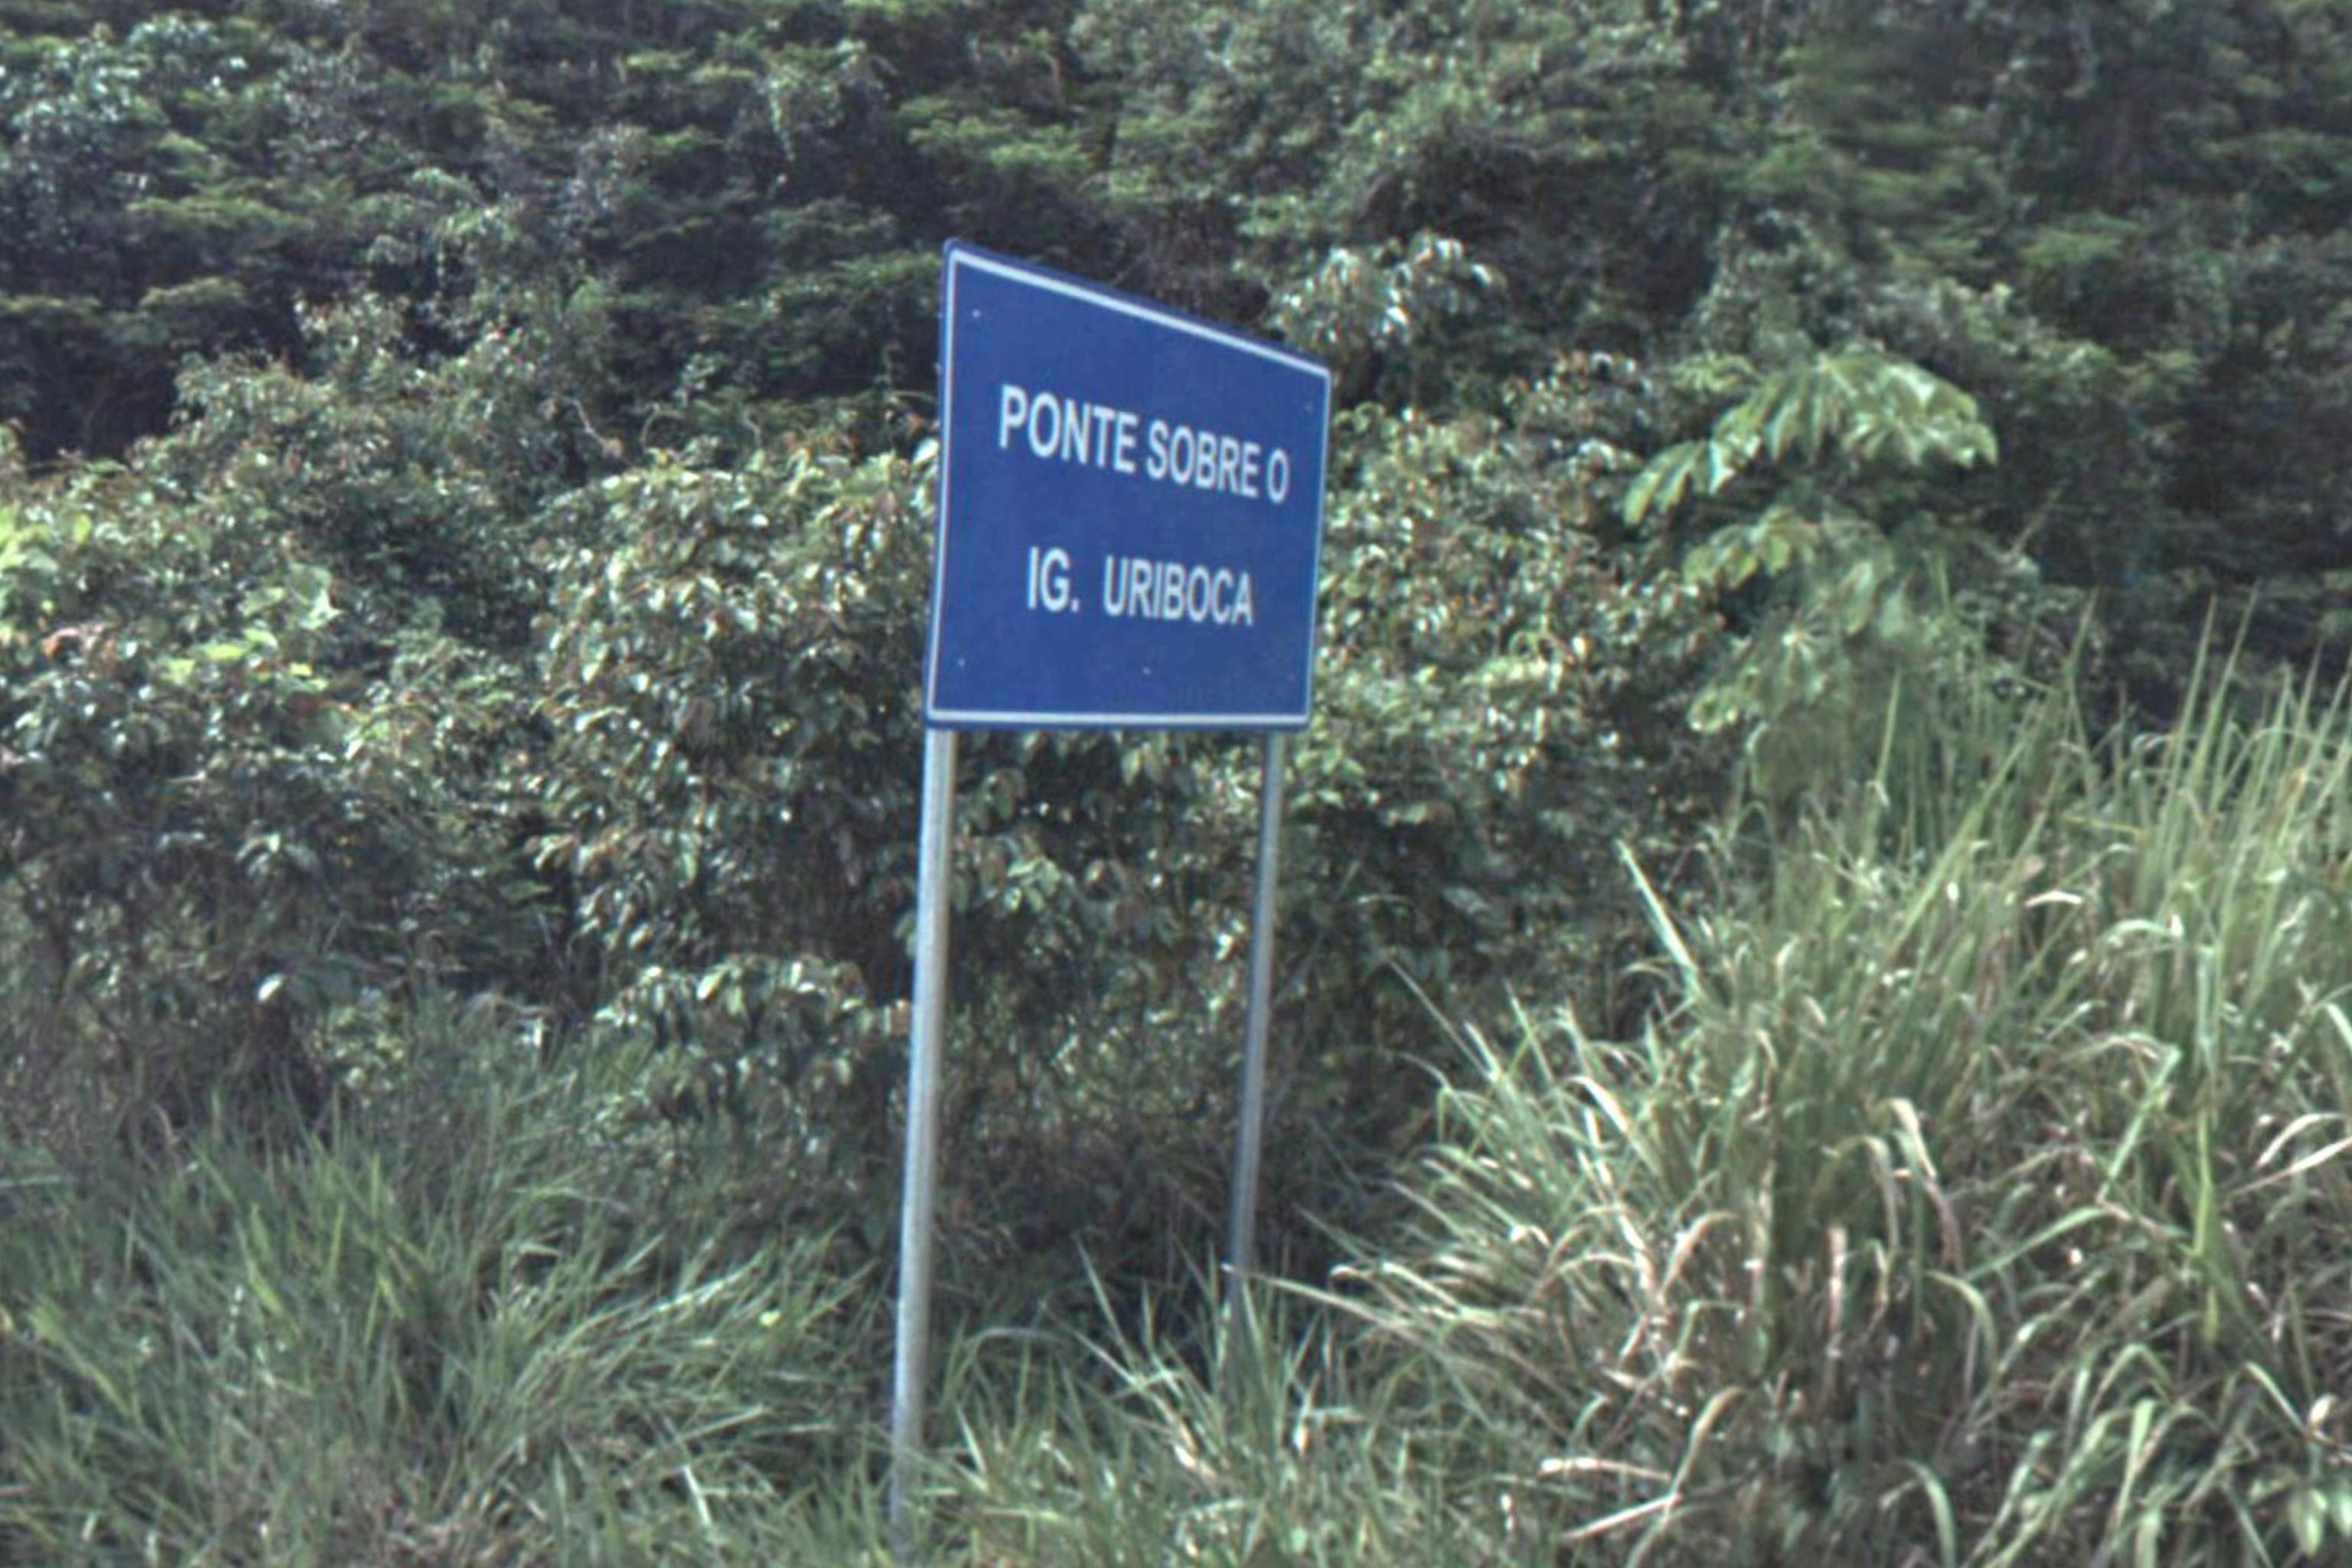 PONTE SOBRE O
IG. URIBOCA